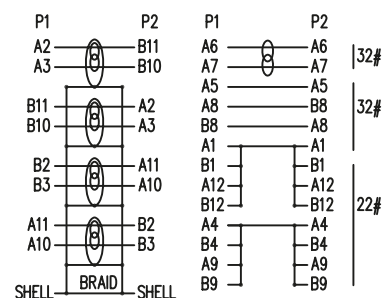 P1 P2 P1 P2
A2 B11 A6 A6
A3 B10 A7 A7 32#
A5 A5
B11 A2 A8 B8 32#
B10 A3 B8 A8
A1 A1
B2 A11 B1 B1
B3 A10 A12 A12
B12 B12 22#
A11 B2 A4 A4
A10 B3 B4 B4
A9 A9
SHELL BRAID SHELL B9 B9